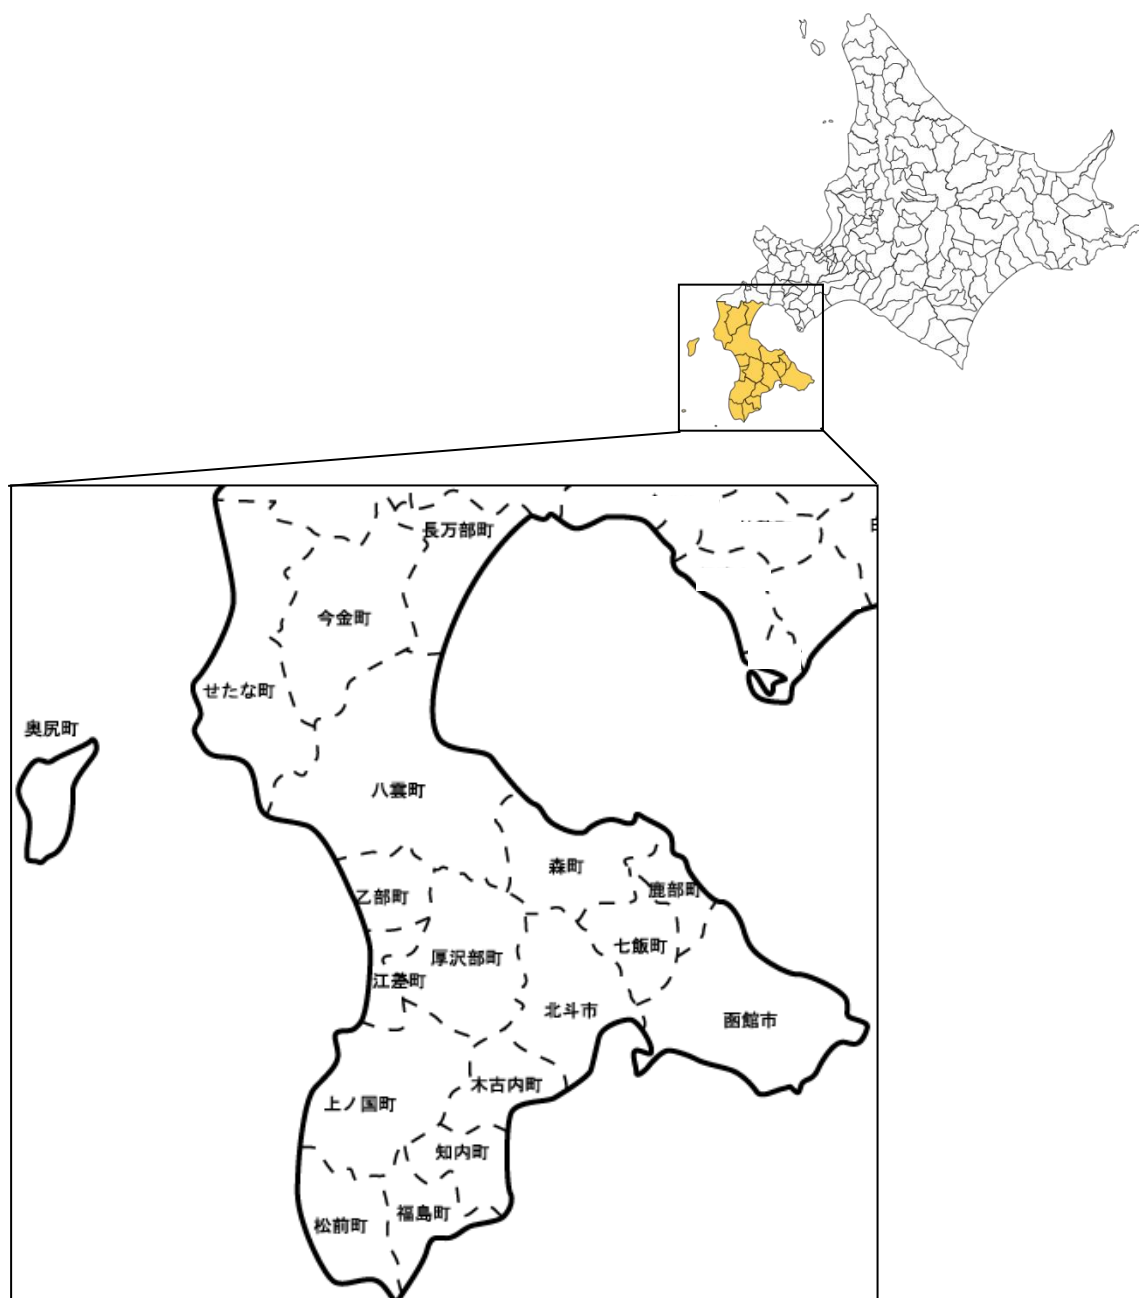 長万部町
今金町
せたな町
奥尻町
八雲町
森町
鹿部町
乙部町
七飯町
厚沢部町
江差町
北斗市
函館市
木古内町
上ノ国町
知内町
福島町
松前町